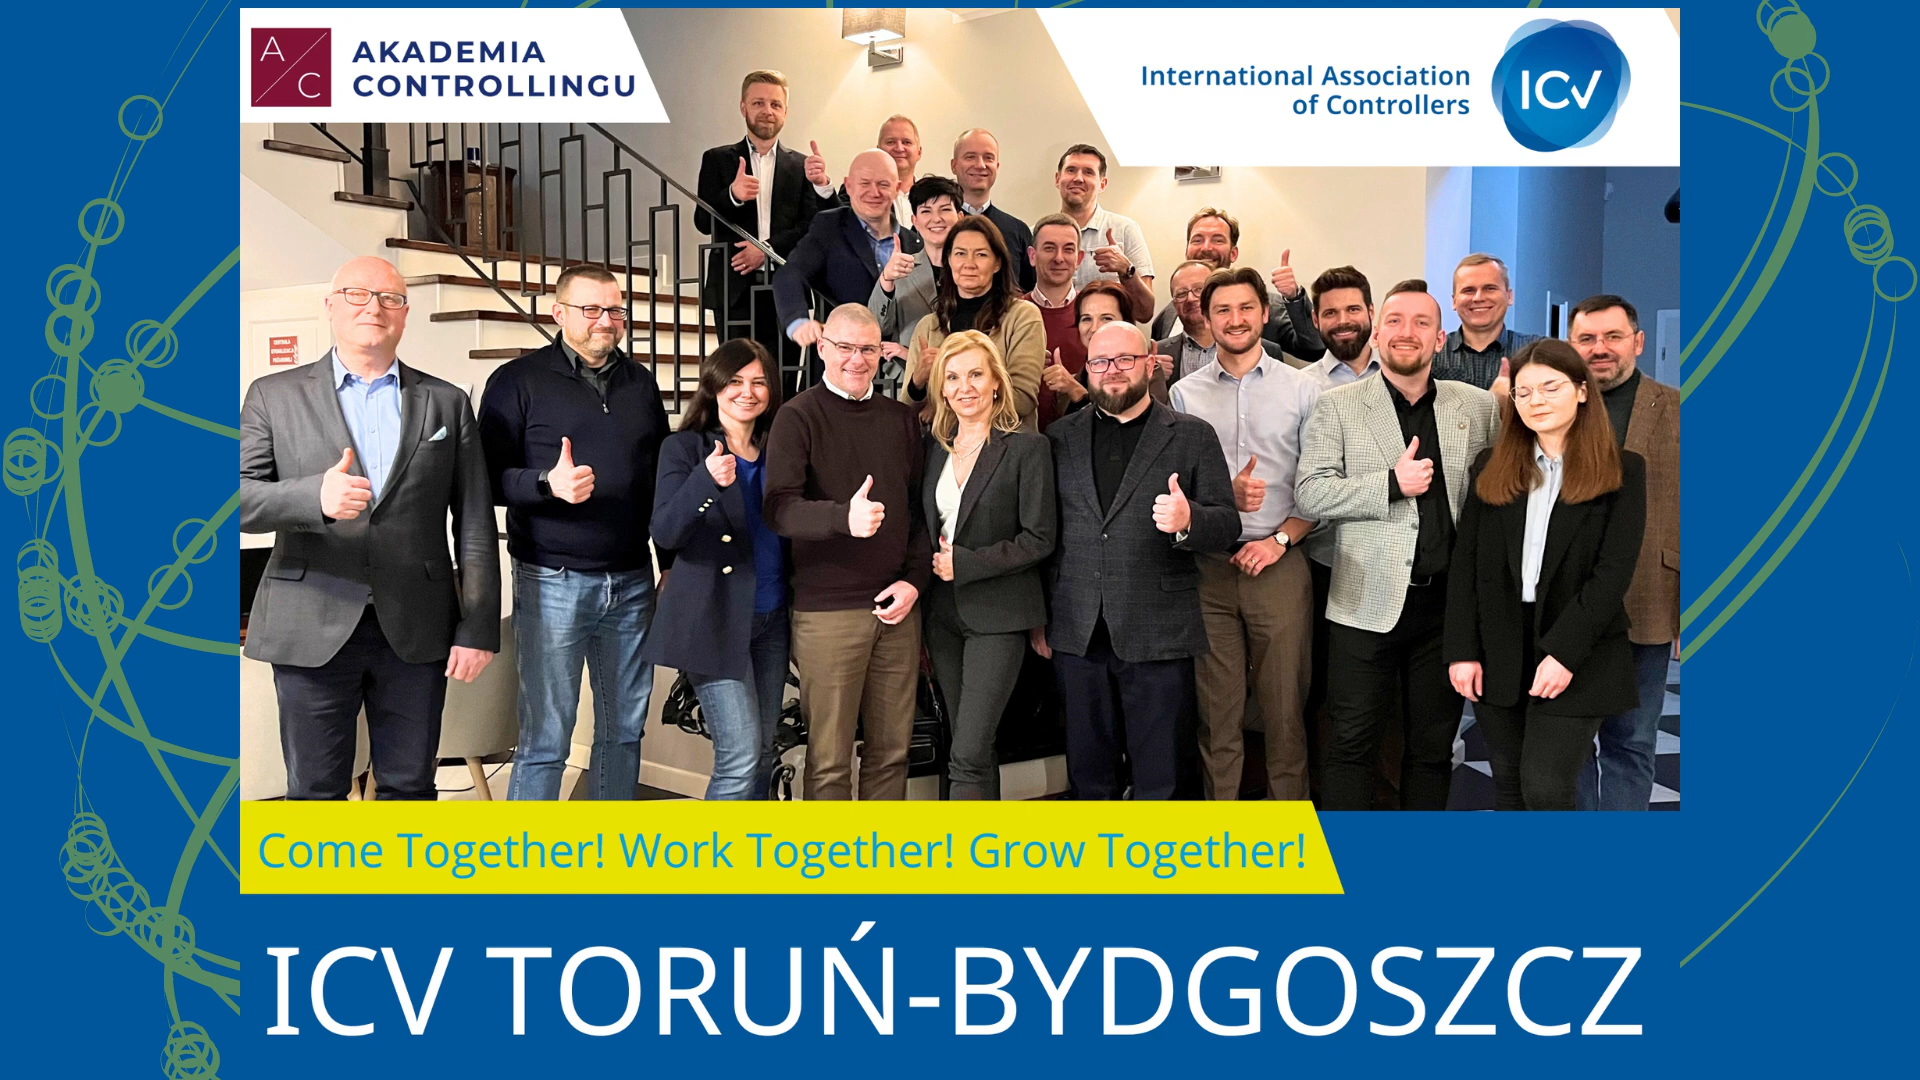 A
C
AKADEMIA
CONTROLLINGU
International Association
of Controllers
ICV
Come Together! Work Together! Grow Together!
ICV TORUŃ-BYDGOSZCZ